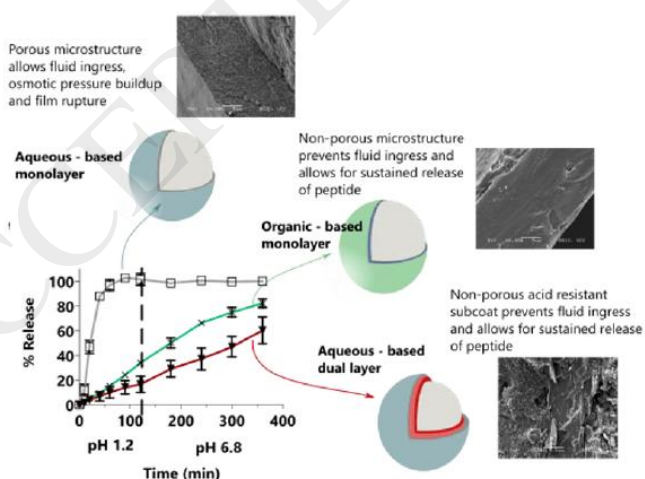 Porous microstructure
allows fluid ingress,
osmotic pressure buildup
and film rupture
Aqueous - based
monolayer
Non-porous microstructure
prevents fluid ingress and
allows for sustained release
of peptide
Organic - based
monolayer
Non-porous acid resistant
subcoat prevents fluid ingress
and allows for sustained release
of peptide
Aqueous - based
dual layer
% Release
100
80
60
40
20
0
0 100 200 300 400
pH 1.2 pH 6.8
Time (min)